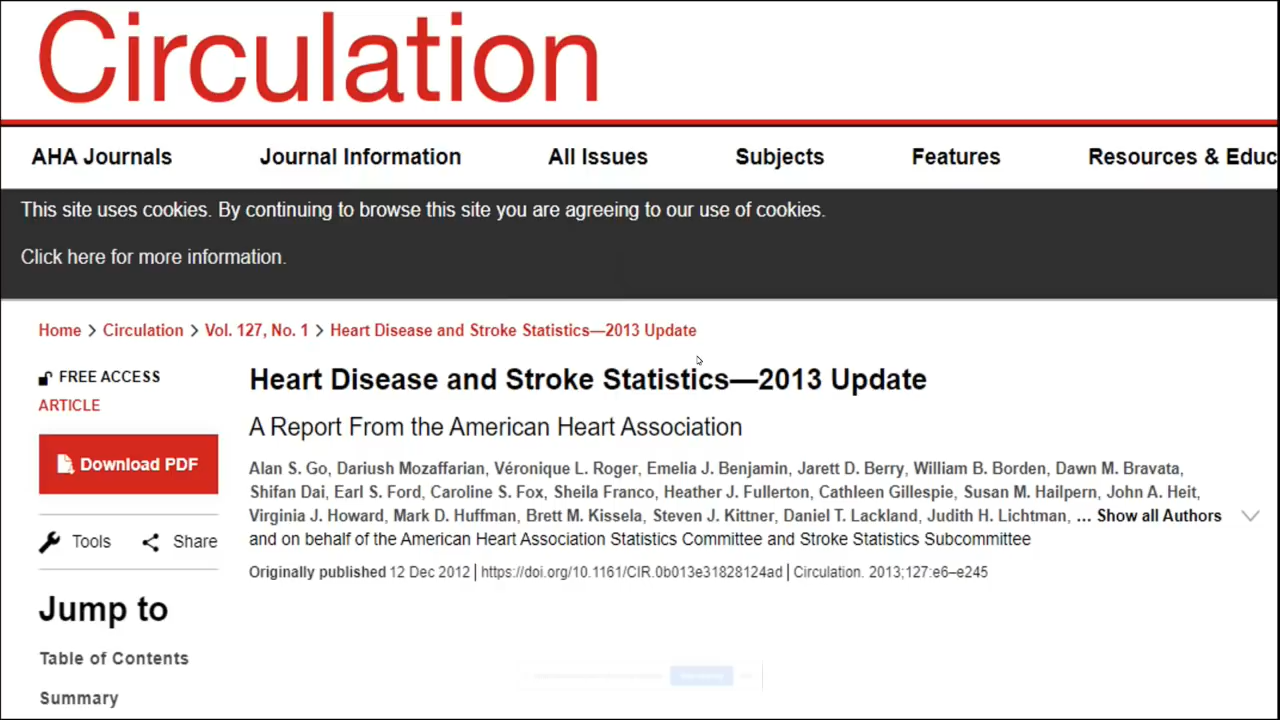 Circulation
AHA Journals Journal Information All Issues Subjects Features Resources & Educ
This site uses cookies. By continuing to browse this site you are agreeing to our use of cookies.
Click here for more information.
Home > Circulation > Vol. 127, No. 1 > Heart Disease and Stroke Statistics—2013 Update
FREE ACCESS
ARTICLE
Download PDF
Tools Share
Jump to
Table of Contents
Summary
Heart Disease and Stroke Statistics—2013 Update
A Report From the American Heart Association
Alan S. Go, Dariush Mozaffarian, Véronique L. Roger, Emelia J. Benjamin, Jarett D. Berry, William B. Borden, Dawn M. Bravata,
Shifan Dai, Earl S. Ford, Caroline S. Fox, Sheila Franco, Heather J. Fullerton, Cathleen Gillespie, Susan M. Hailpern, John A. Heit,
Virginia J. Howard, Mark D. Huffman, Brett M. Kissela, Steven J. Kittner, Daniel T. Lackland, Judith H. Lichtman, ... Show all Authors
and on behalf of the American Heart Association Statistics Committee and Stroke Statistics Subcommittee
Originally published 12 Dec 2012 | https://doi.org/10.1161/CIR.0b013e31828124ad | Circulation. 2013;127:e6–e245